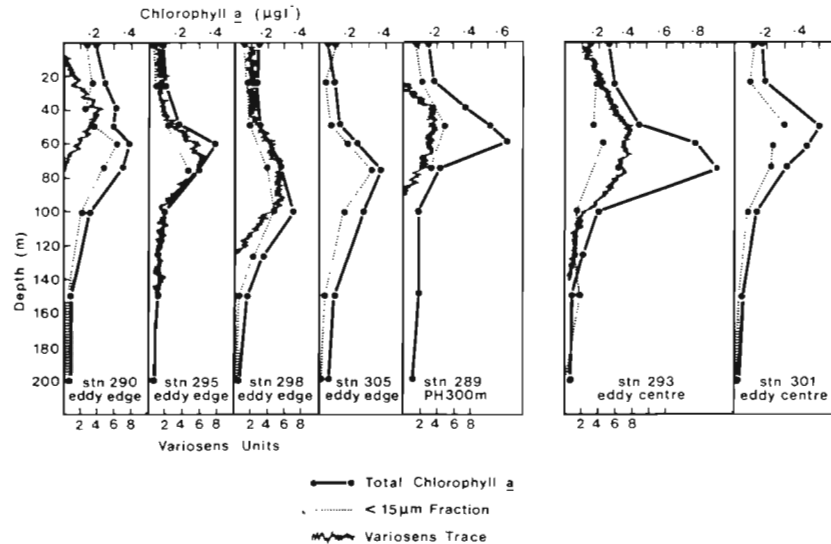 Chlorophyll a (µgl⁻)
·2 ·4 ·2 ·4 ·2 ·4 ·2 ·4 ·2 ·4 ·6 ·4 ·9 ·2 ·4
20
40
60
80
100
120
140
160
180
200
Depth (m)
stn 290
eddy edge
stn 295
eddy edge
stn 298
eddy edge
stn 305
eddy edge
stn 289
PH300m
stn 293
eddy centre
stn 301
eddy centre
2 4 6 8 2 4 6 8 2 4 6 8 2 4 6 8 2 4 6 8 2 4 6 8
Variosens Units
Total Chlorophyll a
< 15µm Fraction
Variosens Trace